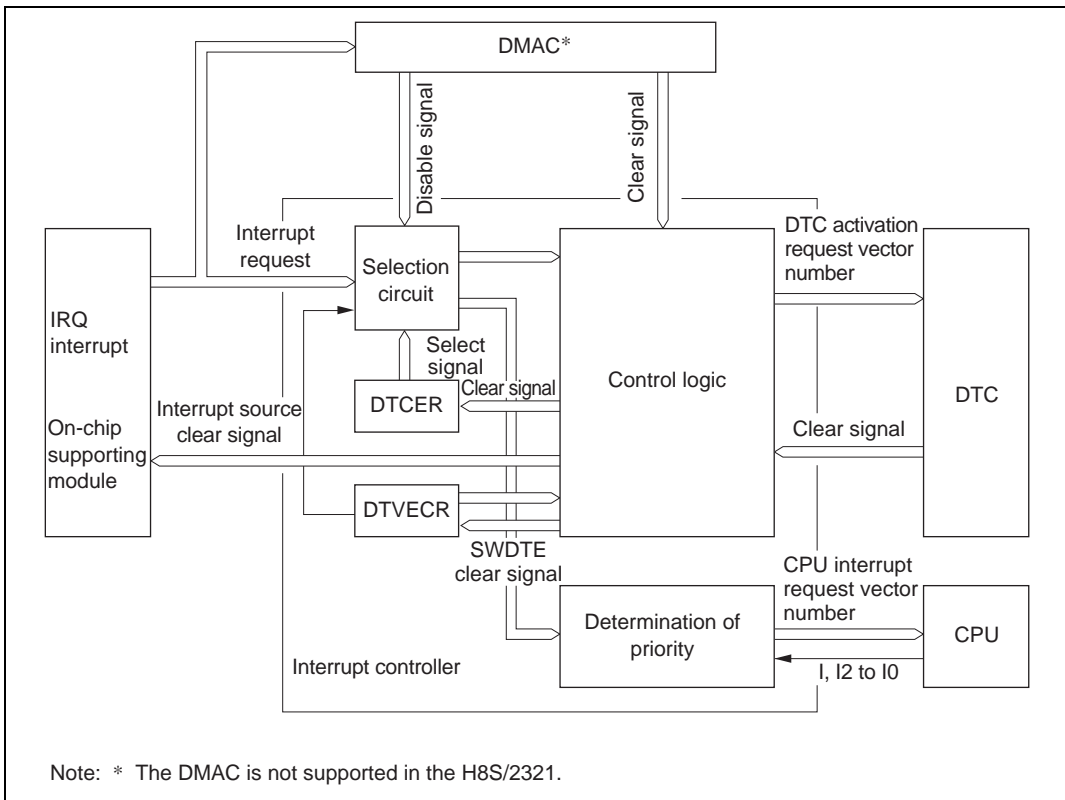 DMAC*
Disable signal
Clear signal
Interrupt
request
Selection
circuit
DTC activation
request vector
number
IRQ
interrupt
Select
signal
Control logic
DTC
DTCER
Clear signal
Interrupt source
clear signal
Clear signal
On-chip
supporting
module
DTVECR
SWDTE
clear signal
CPU interrupt
request vector
number
Determination of
priority
CPU
I, I2 to I0
Interrupt controller
Note: * The DMAC is not supported in the H8S/2321.